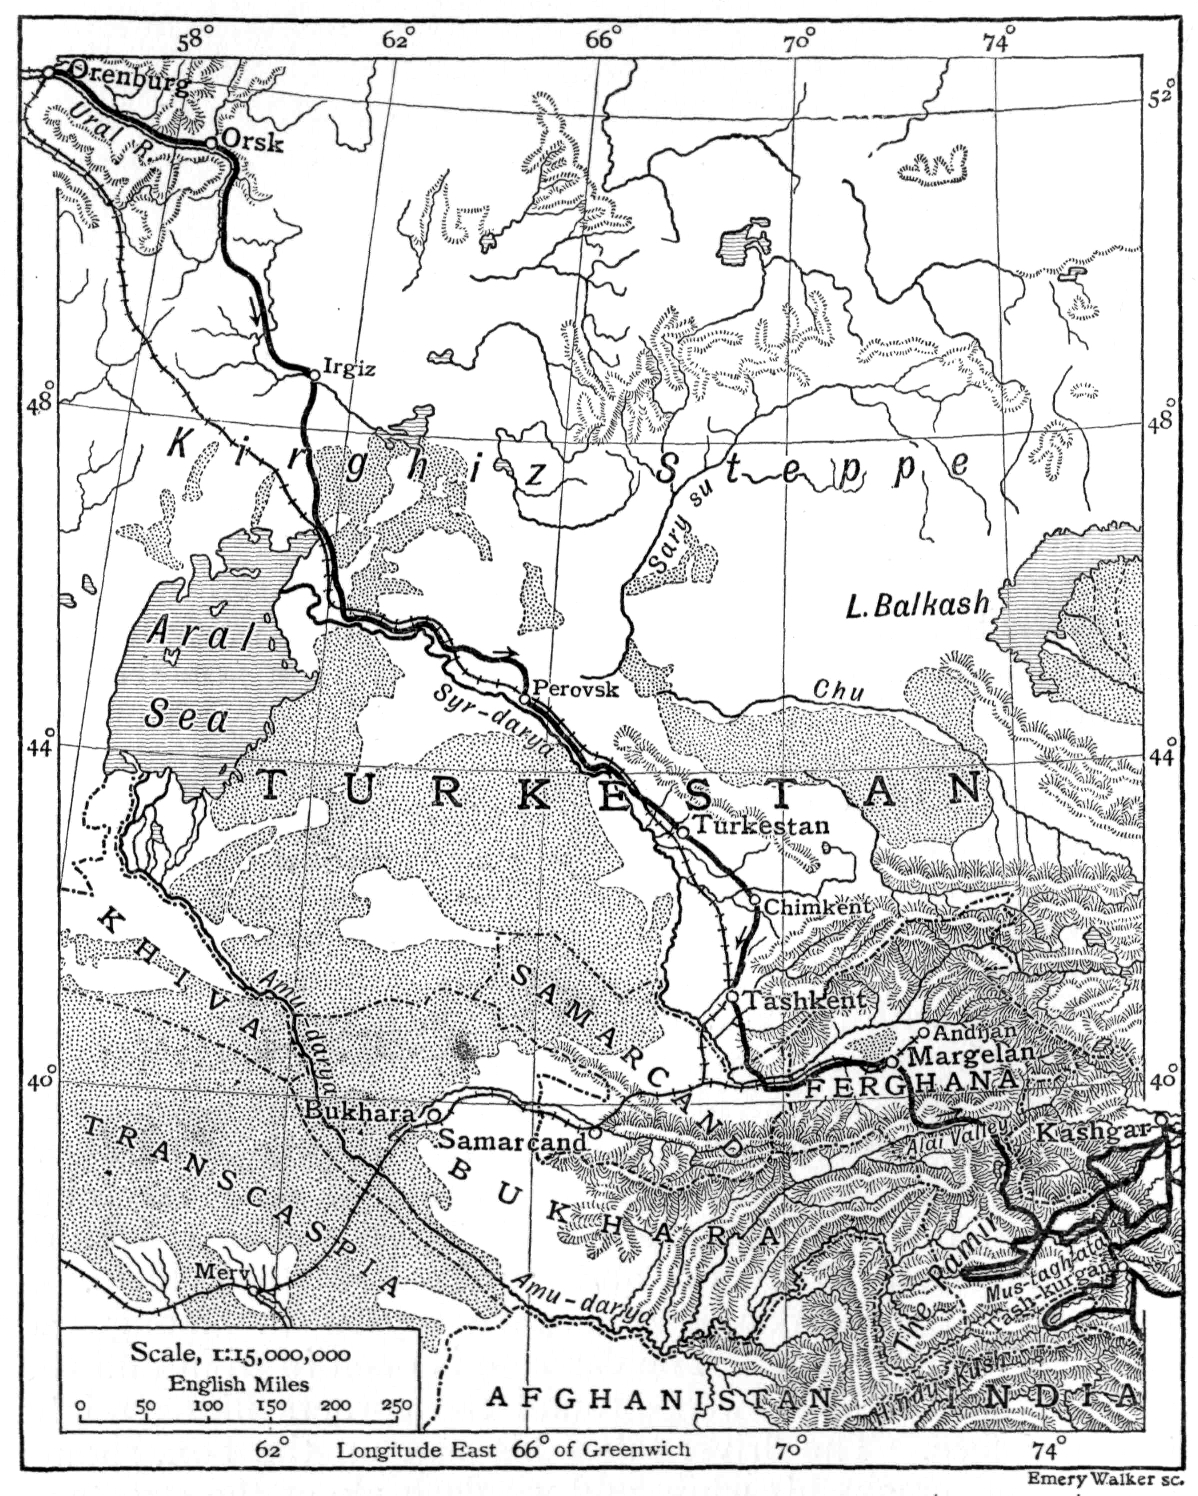 58° 62° 66° 70° 74°
Orenburg
52°
52°
Ural R.
Orsk
Irgiz
48°
48°
Kirghiz Steppe
Sary su
L. Balkash
Aral
Sea
Perovsk
Chu
Syr-darya
44°
44°
TURKESTAN
Turkestan
Chimkent
KHIVA
SAMARCAND
Amu-darya
Tashkent
Andijan
Margelan
40°
40°
FERGHANA
Bukhara
Samarcand
Alai Valley
Kashgar
TRANSCASPIA
BUKHARA
The Pamir
Mus-tagh-ata
Tash-kurgan
Merv
Amu-darya
Hindu Kush
AFGHANISTAN
INDIA
Scale, 1:15,000,000
English Miles
0 50 100 150 200 250
62° Longitude East 66° of Greenwich 70° 74°
Emery Walker sc.